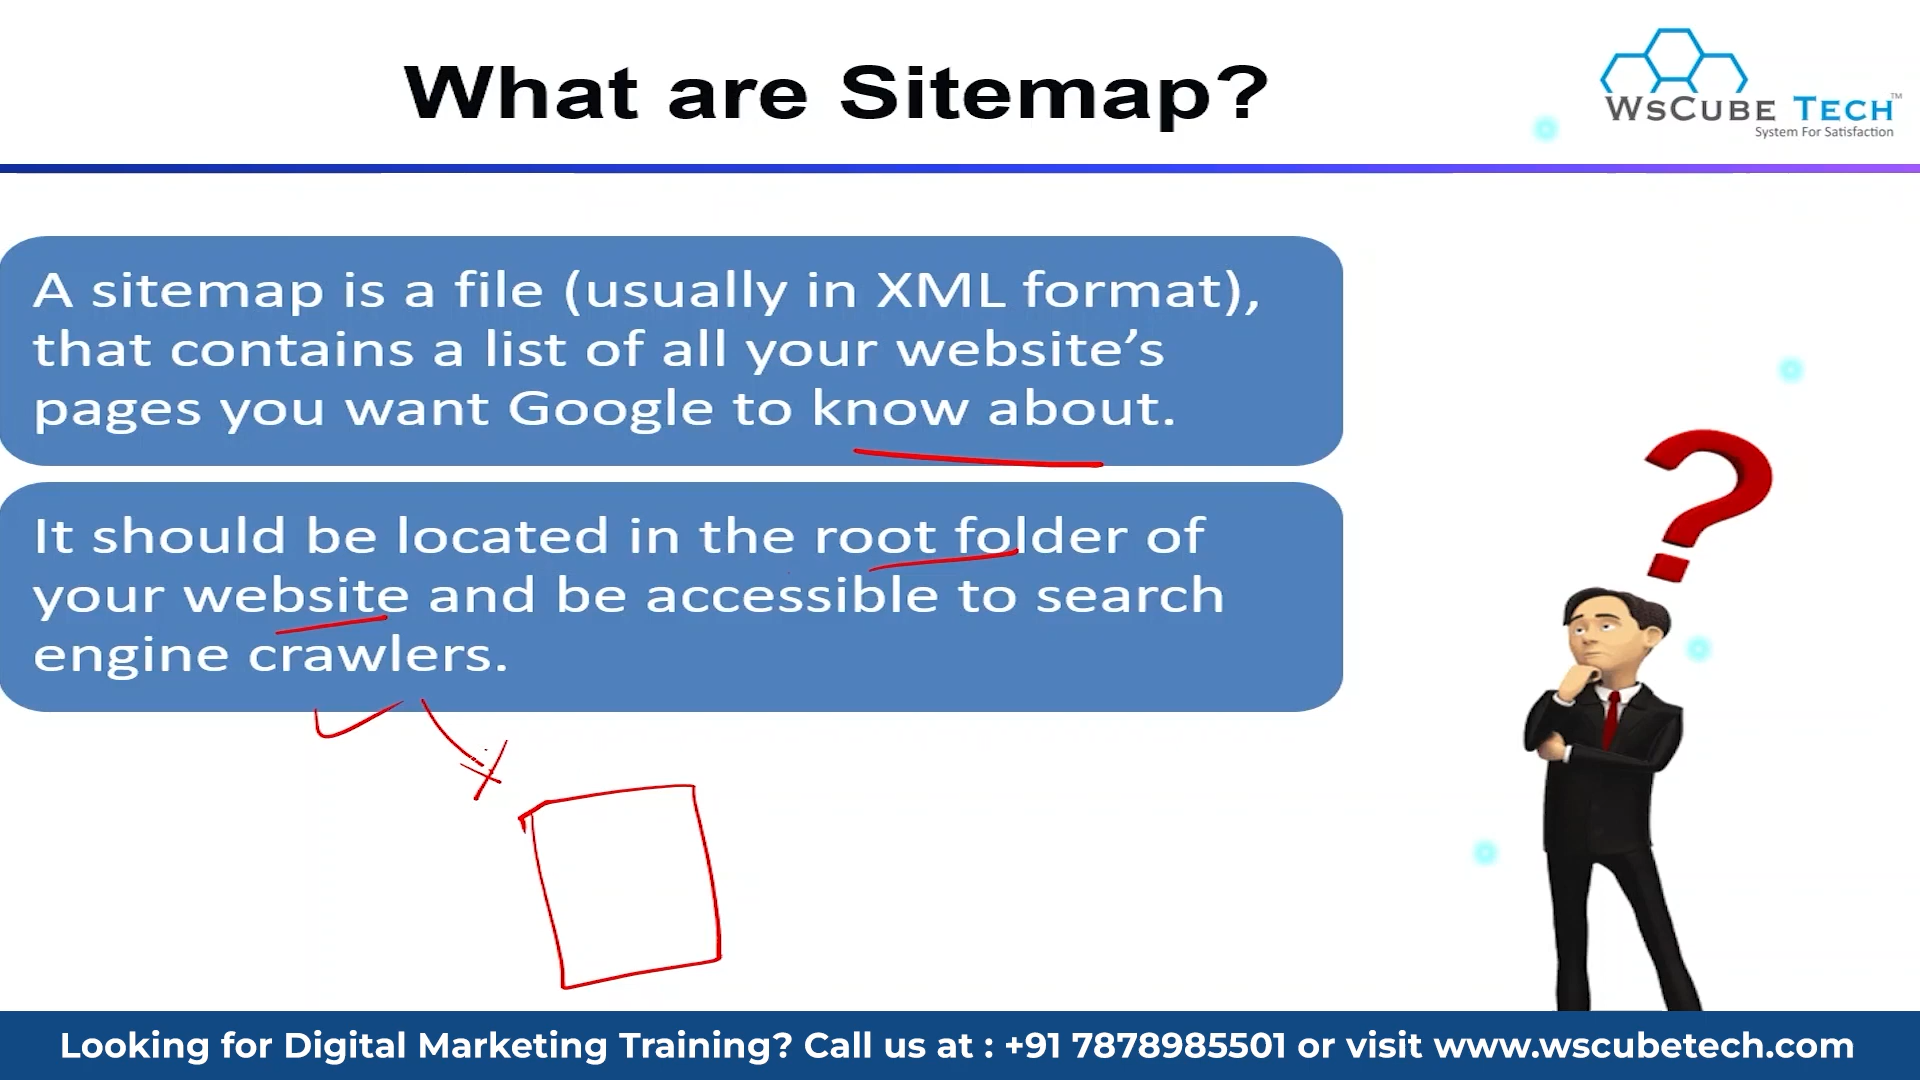 What are Sitemap?
WSCUBE TECH™
System For Satisfaction
A sitemap is a file (usually in XML format),
that contains a list of all your website’s
pages you want Google to know about.
It should be located in the root folder of
your website and be accessible to search
engine crawlers.
Looking for Digital Marketing Training? Call us at : +91 7878985501 or visit www.wscubetech.com